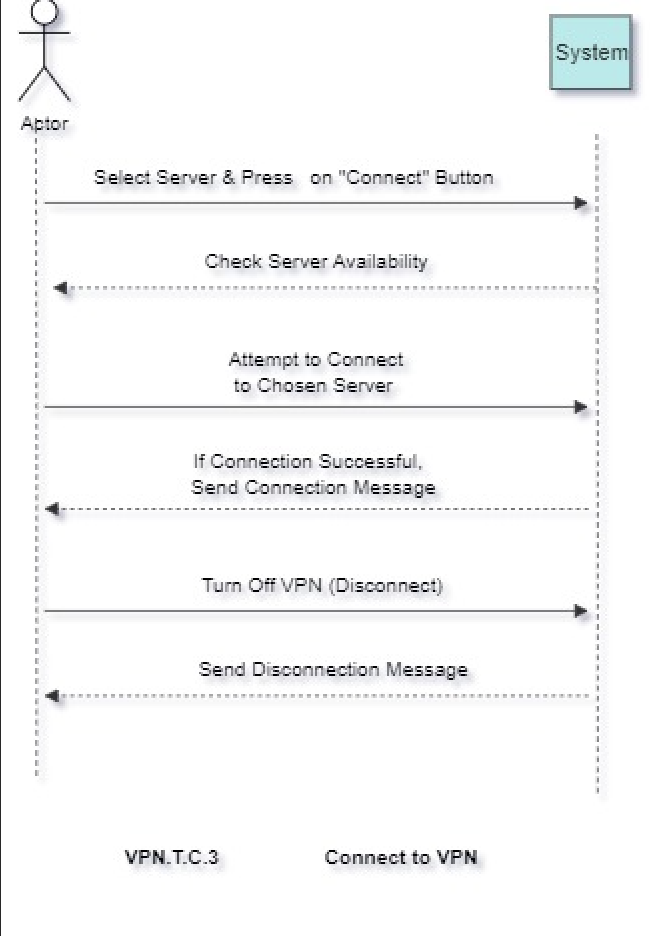 System
Actor
Select Server & Press on "Connect" Button
Check Server Availability
Attempt to Connect
to Chosen Server
If Connection Successful,
Send Connection Message
Turn Off VPN (Disconnect)
Send Disconnection Message
VPN.T.C.3 Connect to VPN